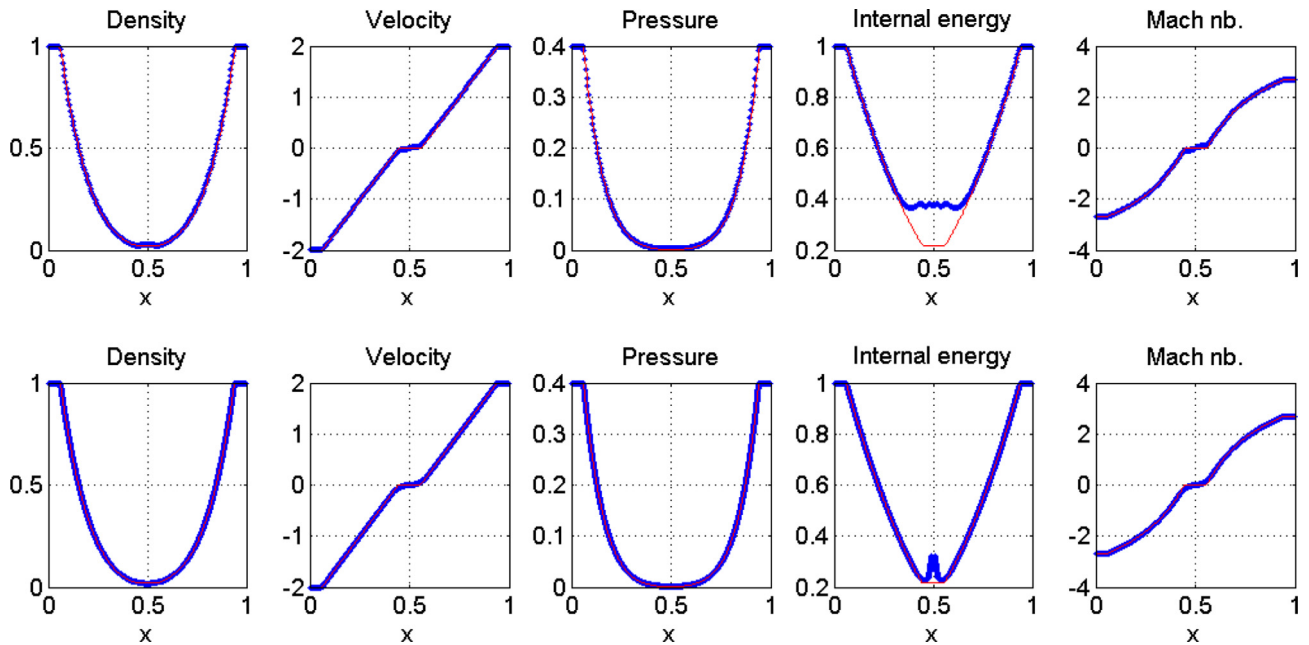 Density Velocity Pressure Internal energy Mach nb.
1 2 0.4 1 4
0.3 0.8 2
1
0.5 0 0.2 0.6 0
-1 0.1 0.4 -2
0 -2 0 0.2 -4
0 0.5 1 0 0.5 1 0 0.5 1 0 0.5 1 0 0.5 1
x x x x x
Density Velocity Pressure Internal energy Mach nb.
1 2 0.4 1 4
1 0.3 0.8 2
0.5 0 0.2 0.6 0
-1 0.1 0.4 -2
0 -2 0 0.2 -4
0 0.5 1 0 0.5 1 0 0.5 1 0 0.5 1 0 0.5 1
x x x x x